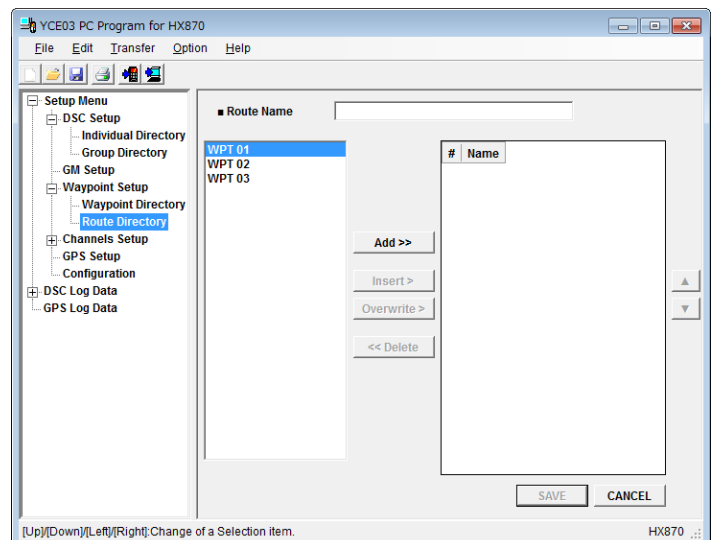 YCE03 PC Program for HX870
File Edit Transfer Option Help
Setup Menu
DSC Setup
Individual Directory
Group Directory
GM Setup
Waypoint Setup
Waypoint Directory
Route Directory
Channels Setup
GPS Setup
Configuration
DSC Log Data
GPS Log Data
■ Route Name
WPT 01
WPT 02
WPT 03
Add >>
Insert >
Overwrite >
<< Delete
# Name
▲
▼
SAVE CANCEL
[Up]/[Down]/[Left]/[Right]:Change of a Selection item. HX870